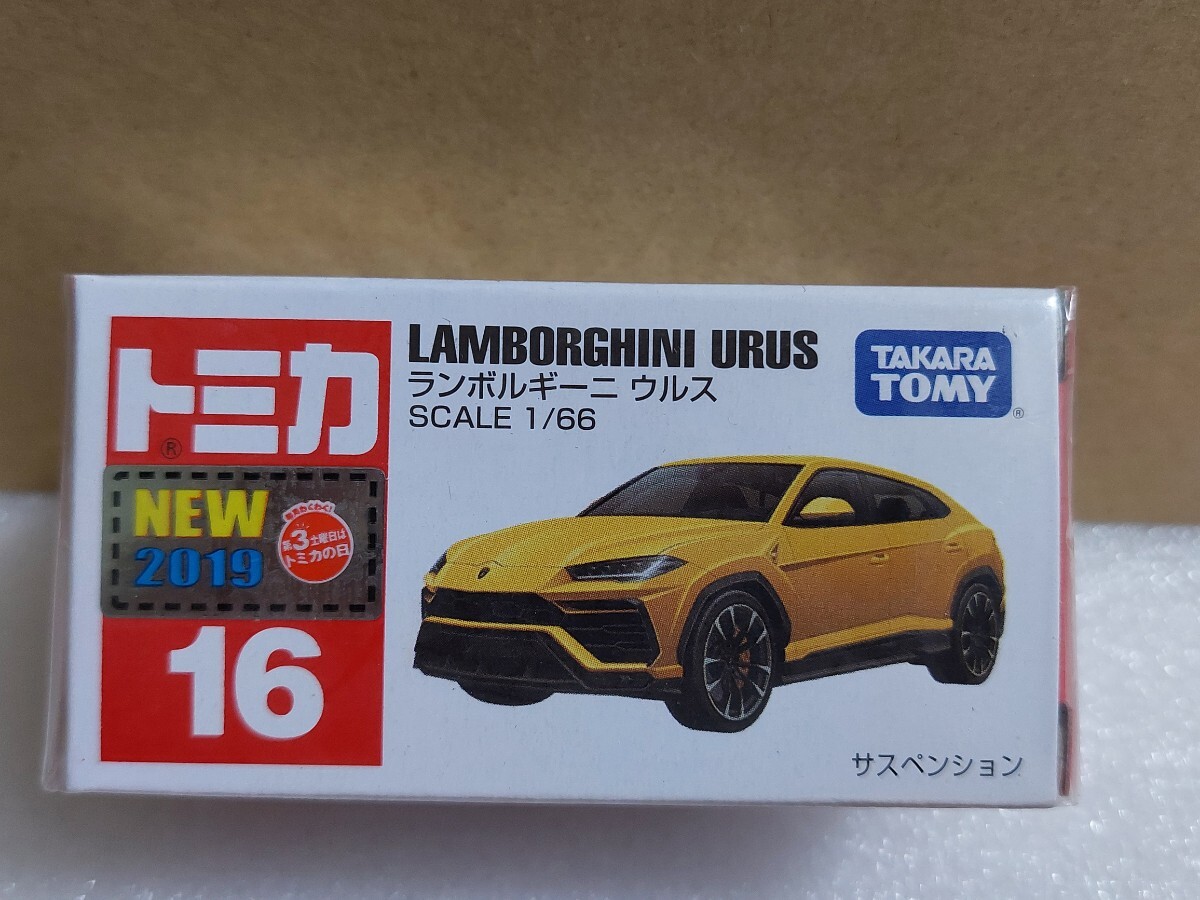 トミカ
®
NEW
2019
毎月わくわく!
第3土曜日は
トミカの日
16
LAMBORGHINI URUS
ランボルギーニ ウルス
SCALE 1/66
TAKARA
TOMY
®
サスペンション